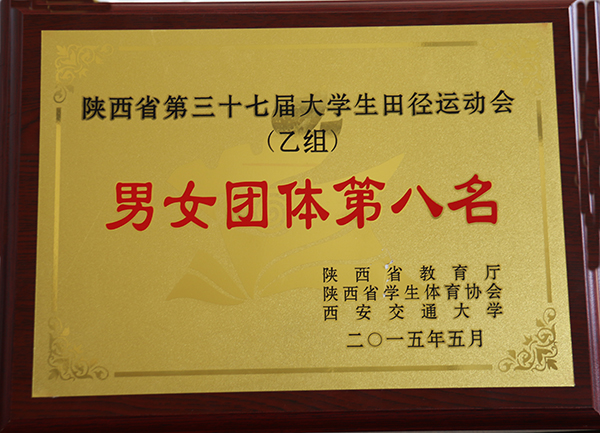 陕西省第三十七届大学生田径运动会
（乙组）
男女团体第八名
陕西省教育厅
陕西省学生体育协会
西安交通大学
二〇一五年五月